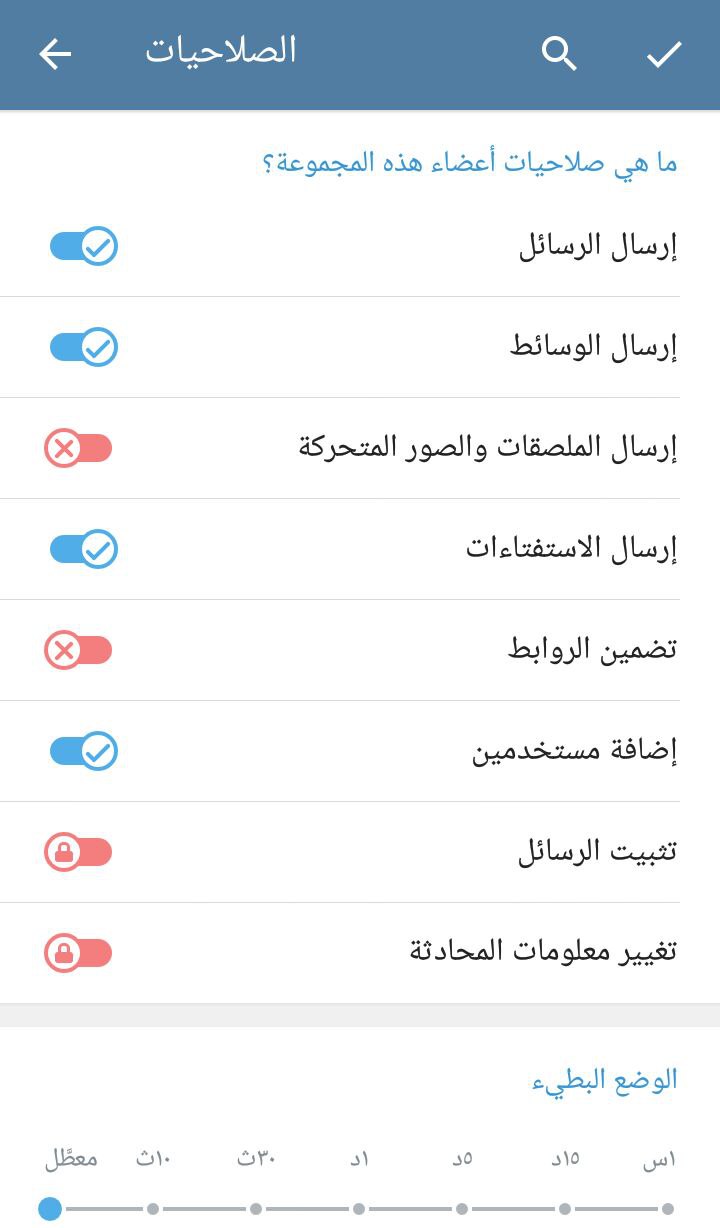 الصلاحيات
ما هي صلاحيات أعضاء هذه المجموعة؟
إرسال الرسائل
إرسال الوسائط
إرسال الملصقات والصور المتحركة
إرسال الاستفتاءات
تضمين الروابط
إضافة مستخدمين
تثبيت الرسائل
تغيير معلومات المحادثة
الوضع البطيء
١س ١٥د ٥د ١د ٣٠ث ١٠ث معطَّل